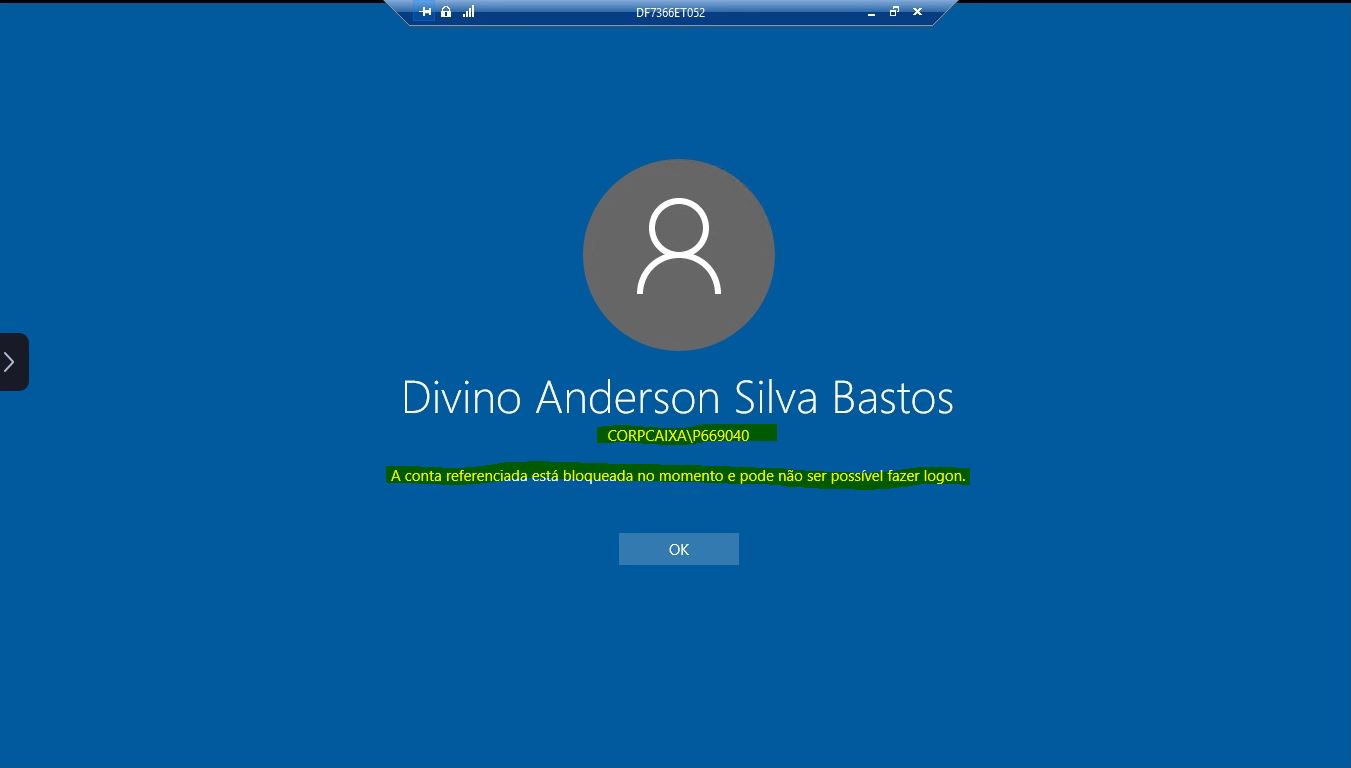 DF7366ET052
Divino Anderson Silva Bastos
CORPCAIXA\P669040
A conta referenciada está bloqueada no momento e pode não ser possível fazer logon.
OK